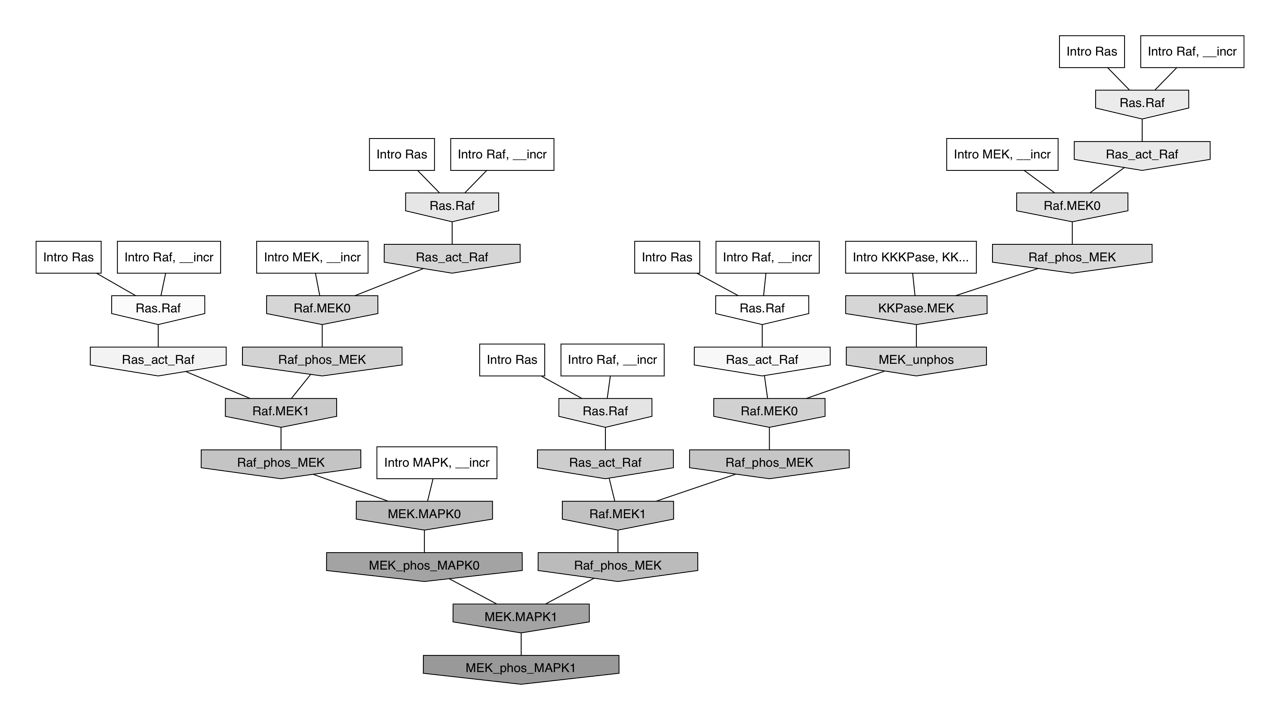 Intro Ras
Intro Raf, __incr
Ras.Raf
Intro Ras
Intro Raf, __incr
Intro MEK, __incr
Ras_act_Raf
Ras.Raf
Raf.MEK0
Intro Ras
Intro Raf, __incr
Intro MEK, __incr
Ras_act_Raf
Intro Ras
Intro Raf, __incr
Intro KKKPase, KK...
Raf_phos_MEK
Ras.Raf
Raf.MEK0
Ras.Raf
KKPase.MEK
Ras_act_Raf
Raf_phos_MEK
Intro Ras
Intro Raf, __incr
Ras_act_Raf
MEK_unphos
Raf.MEK1
Ras.Raf
Raf.MEK0
Raf_phos_MEK
Intro MAPK, __incr
Ras_act_Raf
Raf_phos_MEK
MEK.MAPK0
Raf.MEK1
MEK_phos_MAPK0
Raf_phos_MEK
MEK.MAPK1
MEK_phos_MAPK1